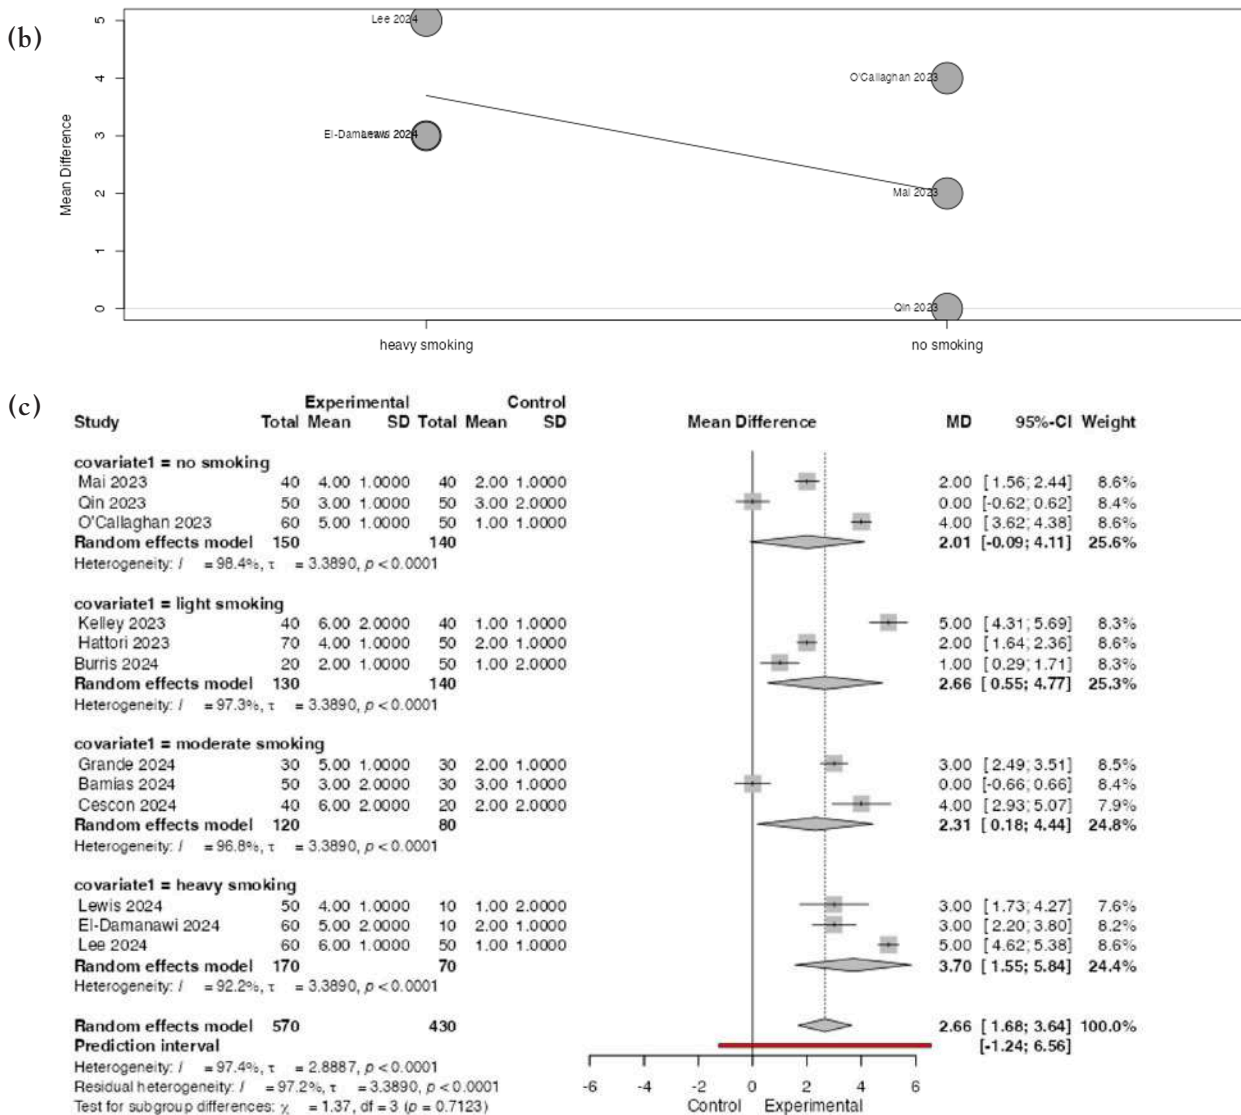 (b)
Mean Difference
5
4
3
2
1
0
Lee 2024
O'Callaghan 2023
Lewis 2024
Mai 2023
Qin 2023
heavy smoking no smoking
(c)
Experimental Control
Study Total Mean SD Total Mean SD Mean Difference MD 95%-CI Weight
covariate1 = no smoking
Mai 2023 40 4.00 1.0000 40 2.00 1.0000 2.00 [1.56; 2.44] 8.6%
Qin 2023 50 3.00 1.0000 50 3.00 2.0000 0.00 [-0.62; 0.62] 8.4%
O'Callaghan 2023 60 5.00 1.0000 50 1.00 1.0000 4.00 [3.62; 4.38] 8.6%
Random effects model 150 140 2.01 [-0.09; 4.11] 25.6%
Heterogeneity: I = 98.4%, τ = 3.3890, p < 0.0001
covariate1 = light smoking
Kelley 2023 40 6.00 2.0000 40 1.00 1.0000 5.00 [4.31; 5.69] 8.3%
Hattori 2023 70 4.00 1.0000 50 2.00 1.0000 2.00 [1.64; 2.36] 8.6%
Burris 2024 20 2.00 1.0000 50 1.00 2.0000 1.00 [0.29; 1.71] 8.3%
Random effects model 130 140 2.66 [0.55; 4.77] 25.3%
Heterogeneity: I = 97.3%, τ = 3.3890, p < 0.0001
covariate1 = moderate smoking
Grande 2024 30 5.00 1.0000 30 2.00 1.0000 3.00 [2.49; 3.51] 8.5%
Bamias 2024 50 3.00 2.0000 30 3.00 1.0000 0.00 [-0.66; 0.66] 8.4%
Cescon 2024 40 6.00 2.0000 20 2.00 2.0000 4.00 [2.93; 5.07] 7.9%
Random effects model 120 80 2.31 [0.18; 4.44] 24.8%
Heterogeneity: I = 96.8%, τ = 3.3890, p < 0.0001
covariate1 = heavy smoking
Lewis 2024 50 4.00 1.0000 10 1.00 2.0000 3.00 [1.73; 4.27] 7.6%
El-Damanawi 2024 60 5.00 2.0000 10 2.00 1.0000 3.00 [2.20; 3.80] 8.2%
Lee 2024 60 6.00 1.0000 50 1.00 1.0000 5.00 [4.62; 5.38] 8.6%
Random effects model 170 70 3.70 [1.55; 5.84] 24.4%
Heterogeneity: I = 92.2%, τ = 3.3890, p < 0.0001
Random effects model 570 430 2.66 [1.68; 3.64] 100.0%
Prediction interval [-1.24; 6.56]
Heterogeneity: I = 97.4%, τ = 2.8887, p < 0.0001
Residual heterogeneity: I = 97.2%, τ = 3.3890, p < 0.0001
Test for subgroup differences: χ = 1.37, df = 3 (p = 0.7123)
-6 -4 -2 0 2 4 6
Control Experimental